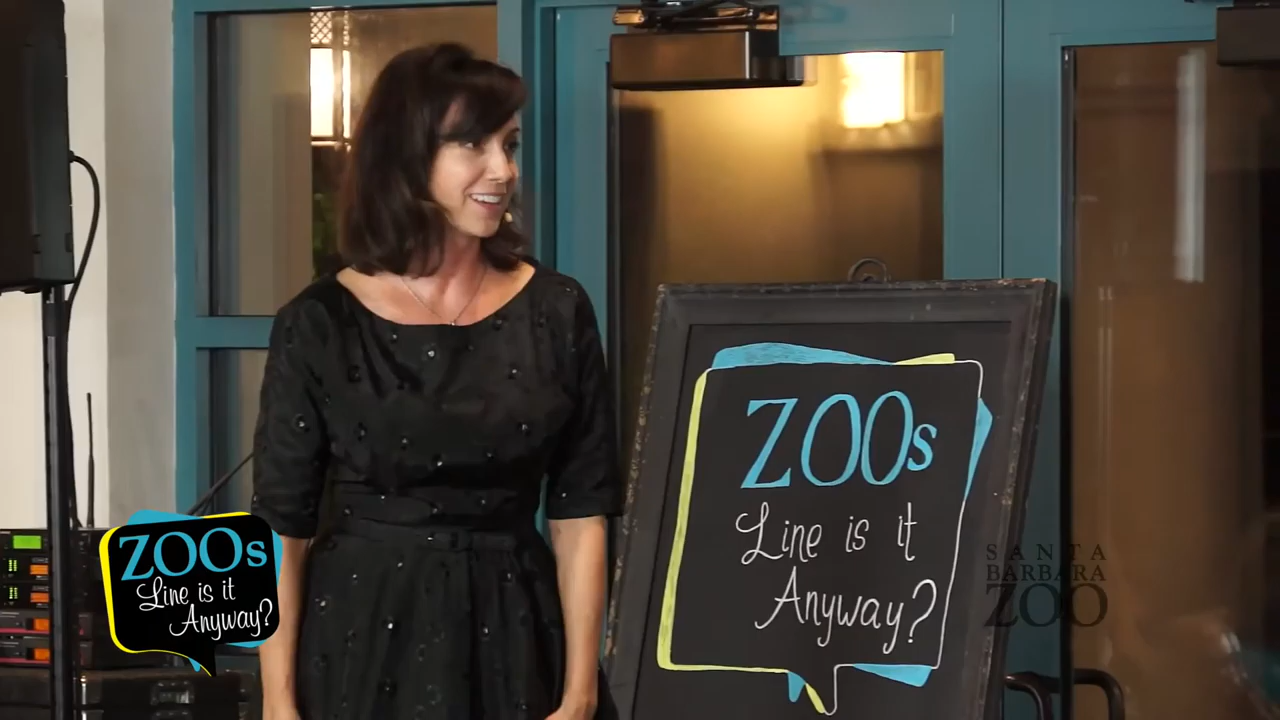 ZOOs
Line is it
Anyway?
ZOOs
Line is it
Anyway?
SANTA
BARBARA
ZOO